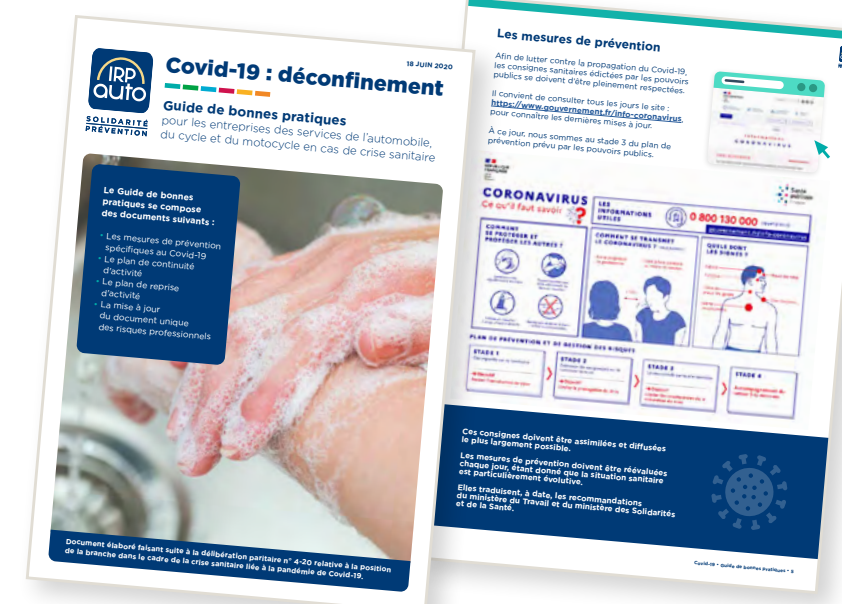 18 JUIN 2020
IRP
auto
SOLIDARITÉ
PRÉVENTION
Covid-19 : déconfinement
Guide de bonnes pratiques
pour les entreprises des services de l'automobile,
du cycle et du motocycle en cas de crise sanitaire
Le Guide de bonnes
pratiques se compose
des documents suivants :
- Les mesures de prévention
spécifiques au Covid-19
- Le plan de continuité
d'activité
- Le plan de reprise
d'activité
- La mise à jour
du document unique
des risques professionnels
Document élaboré faisant suite à la délibération paritaire n° 4-20 relative à la position
de la branche dans le cadre de la crise sanitaire liée à la pandémie de Covid-19.
Les mesures de prévention
Afin de lutter contre la propagation du Covid-19,
les consignes sanitaires édictées par les pouvoirs
publics se doivent d'être pleinement respectées.
Il convient de consulter tous les jours le site :
https://www.gouvernement.fr/info-coronavirus,
pour connaître les dernières mises à jour.
À ce jour, nous sommes au stade 3 du plan de
prévention prévu par les pouvoirs publics.
CORONAVIRUS
CORONAVIRUS
Ce qu'il faut savoir
LES
INFORMATIONS
UTILES
0 800 130 000
gouvernement.fr/info-coronavirus
COMMENT
SE PROTÉGER ET
PROTÉGER LES AUTRES ?
COMMENT SE TRANSMET
LE CORONAVIRUS ?
QUELS SONT
LES SIGNES ?
PLAN DE PRÉVENTION ET DE GESTION DES RISQUES
STADE 1
STADE 2
STADE 3
STADE 4
Ces consignes doivent être assimilées et diffusées
le plus largement possible.
Les mesures de prévention doivent être réévaluées
chaque jour, étant donné que la situation sanitaire
est particulièrement évolutive.
Elles traduisent, à date, les recommandations
du ministère du Travail et du ministère des Solidarités
et de la Santé.
Covid-19 • Guide de Bonnes Pratiques • 5